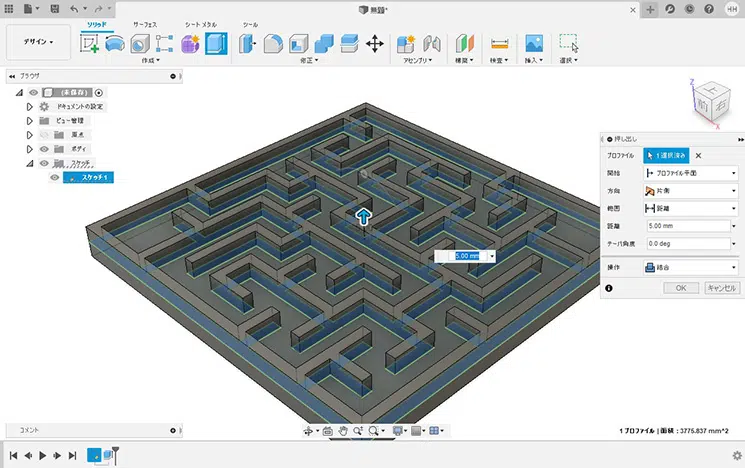 無題*
HH
ソリッド サーフェス シート メタル ツール
デザイン▼
作成▼ 修正▼ アセンブリ▼ 構築▼ 検査▼ 挿入▼ 選択▼
ブラウザ
(未保存)
ドキュメントの設定
ビュー管理
原点
ボディ
スケッチ
スケッチ1
上
前 右
X
押し出し
プロファイル 1 選択済み
開始 プロファイル平面
方向 片側
範囲 距離
距離 5.00 mm
テーパ角度 0.0 deg
操作 結合
OK キャンセル
5.00 mm
コメント
1 プロファイル | 面積 : 3775.837 mm^2